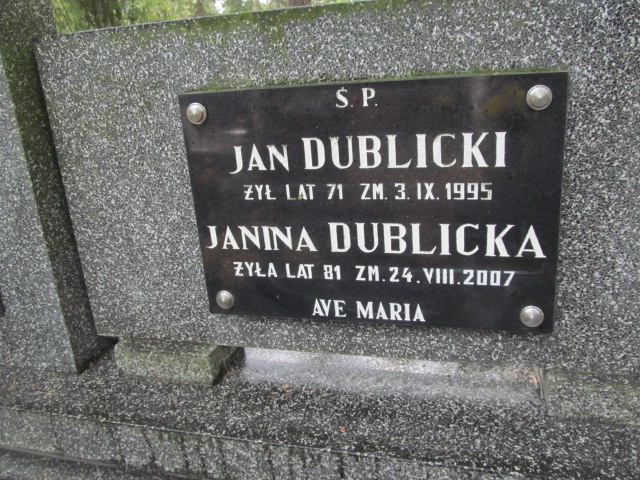 Ś. P.
JAN DUBLICKI
ŻYŁ LAT 71 ZM. 3. IX. 1995
JANINA DUBLICKA
ŻYŁA LAT 81 ZM. 24. VIII. 2007
AVE MARIA